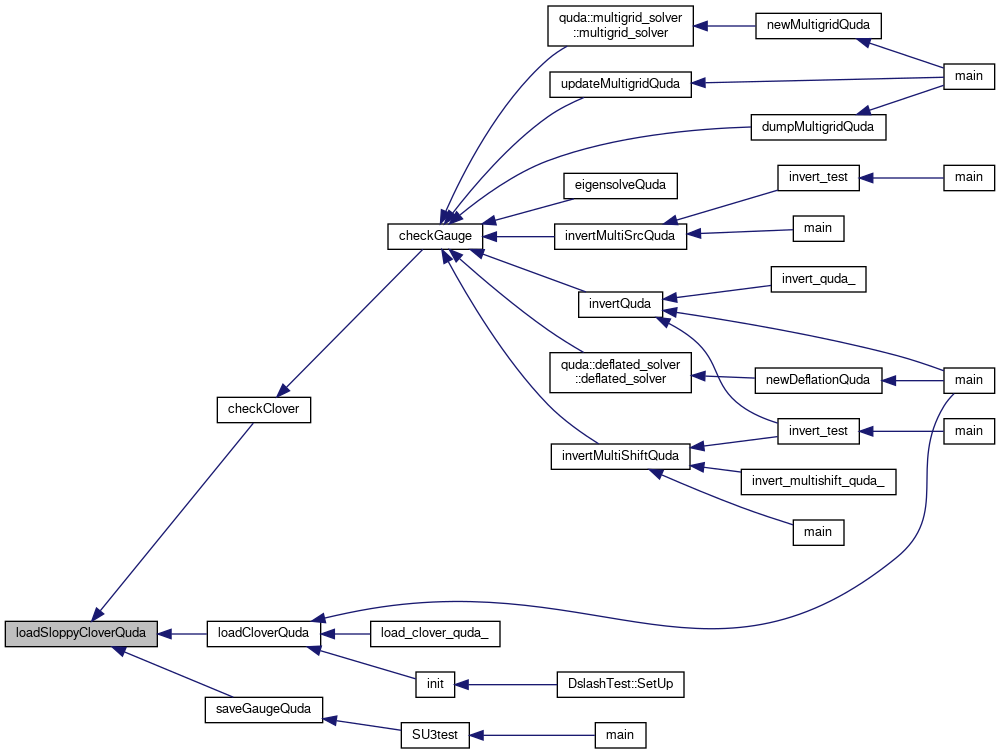 quda::multigrid_solver
::multigrid_solver
newMultigridQuda
main
updateMultigridQuda
dumpMultigridQuda
eigensolveQuda
invert_test
main
checkGauge
invertMultiSrcQuda
main
invert_quda_
invertQuda
quda::deflated_solver
::deflated_solver
newDeflationQuda
main
checkClover
invert_test
main
invertMultiShiftQuda
invert_multishift_quda_
main
loadSloppyCloverQuda
loadCloverQuda
load_clover_quda_
init
DslashTest::SetUp
saveGaugeQuda
SU3test
main